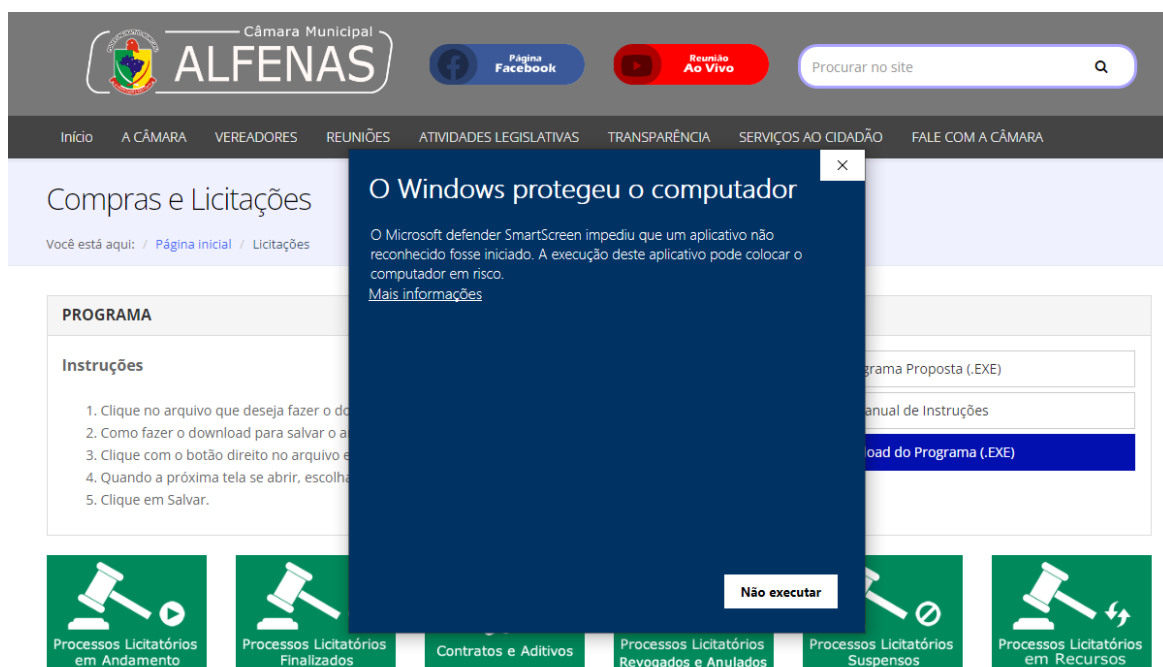 Câmara Municipal
ALFENAS
Página
Facebook
Reunião
Ao Vivo
Procurar no site
Início A CÂMARA VEREADORES REUNIÕES ATIVIDADES LEGISLATIVAS TRANSPARÊNCIA SERVIÇOS AO CIDADÃO FALE COM A CÂMARA
Compras e Licitações
Você está aqui: / Página inicial / Licitações
O Windows protegeu o computador
O Microsoft defender SmartScreen impediu que um aplicativo não
reconhecido fosse iniciado. A execução deste aplicativo pode colocar o
computador em risco.
Mais informações
Não executar
PROGRAMA
Instruções
1. Clique no arquivo que deseja fazer o do
2. Como fazer o download para salvar o a
3. Clique com o botão direito no arquivo e
4. Quando a próxima tela se abrir, escolha
5. Clique em Salvar.
grama Proposta (.EXE)
anual de Instruções
load do Programa (.EXE)
Processos Licitatórios
em Andamento
Processos Licitatórios
Finalizados
Contratos e Aditivos
Processos Licitatórios
Revogados e Anulados
Processos Licitatórios
Suspensos
Processos Licitatórios
em Recursos